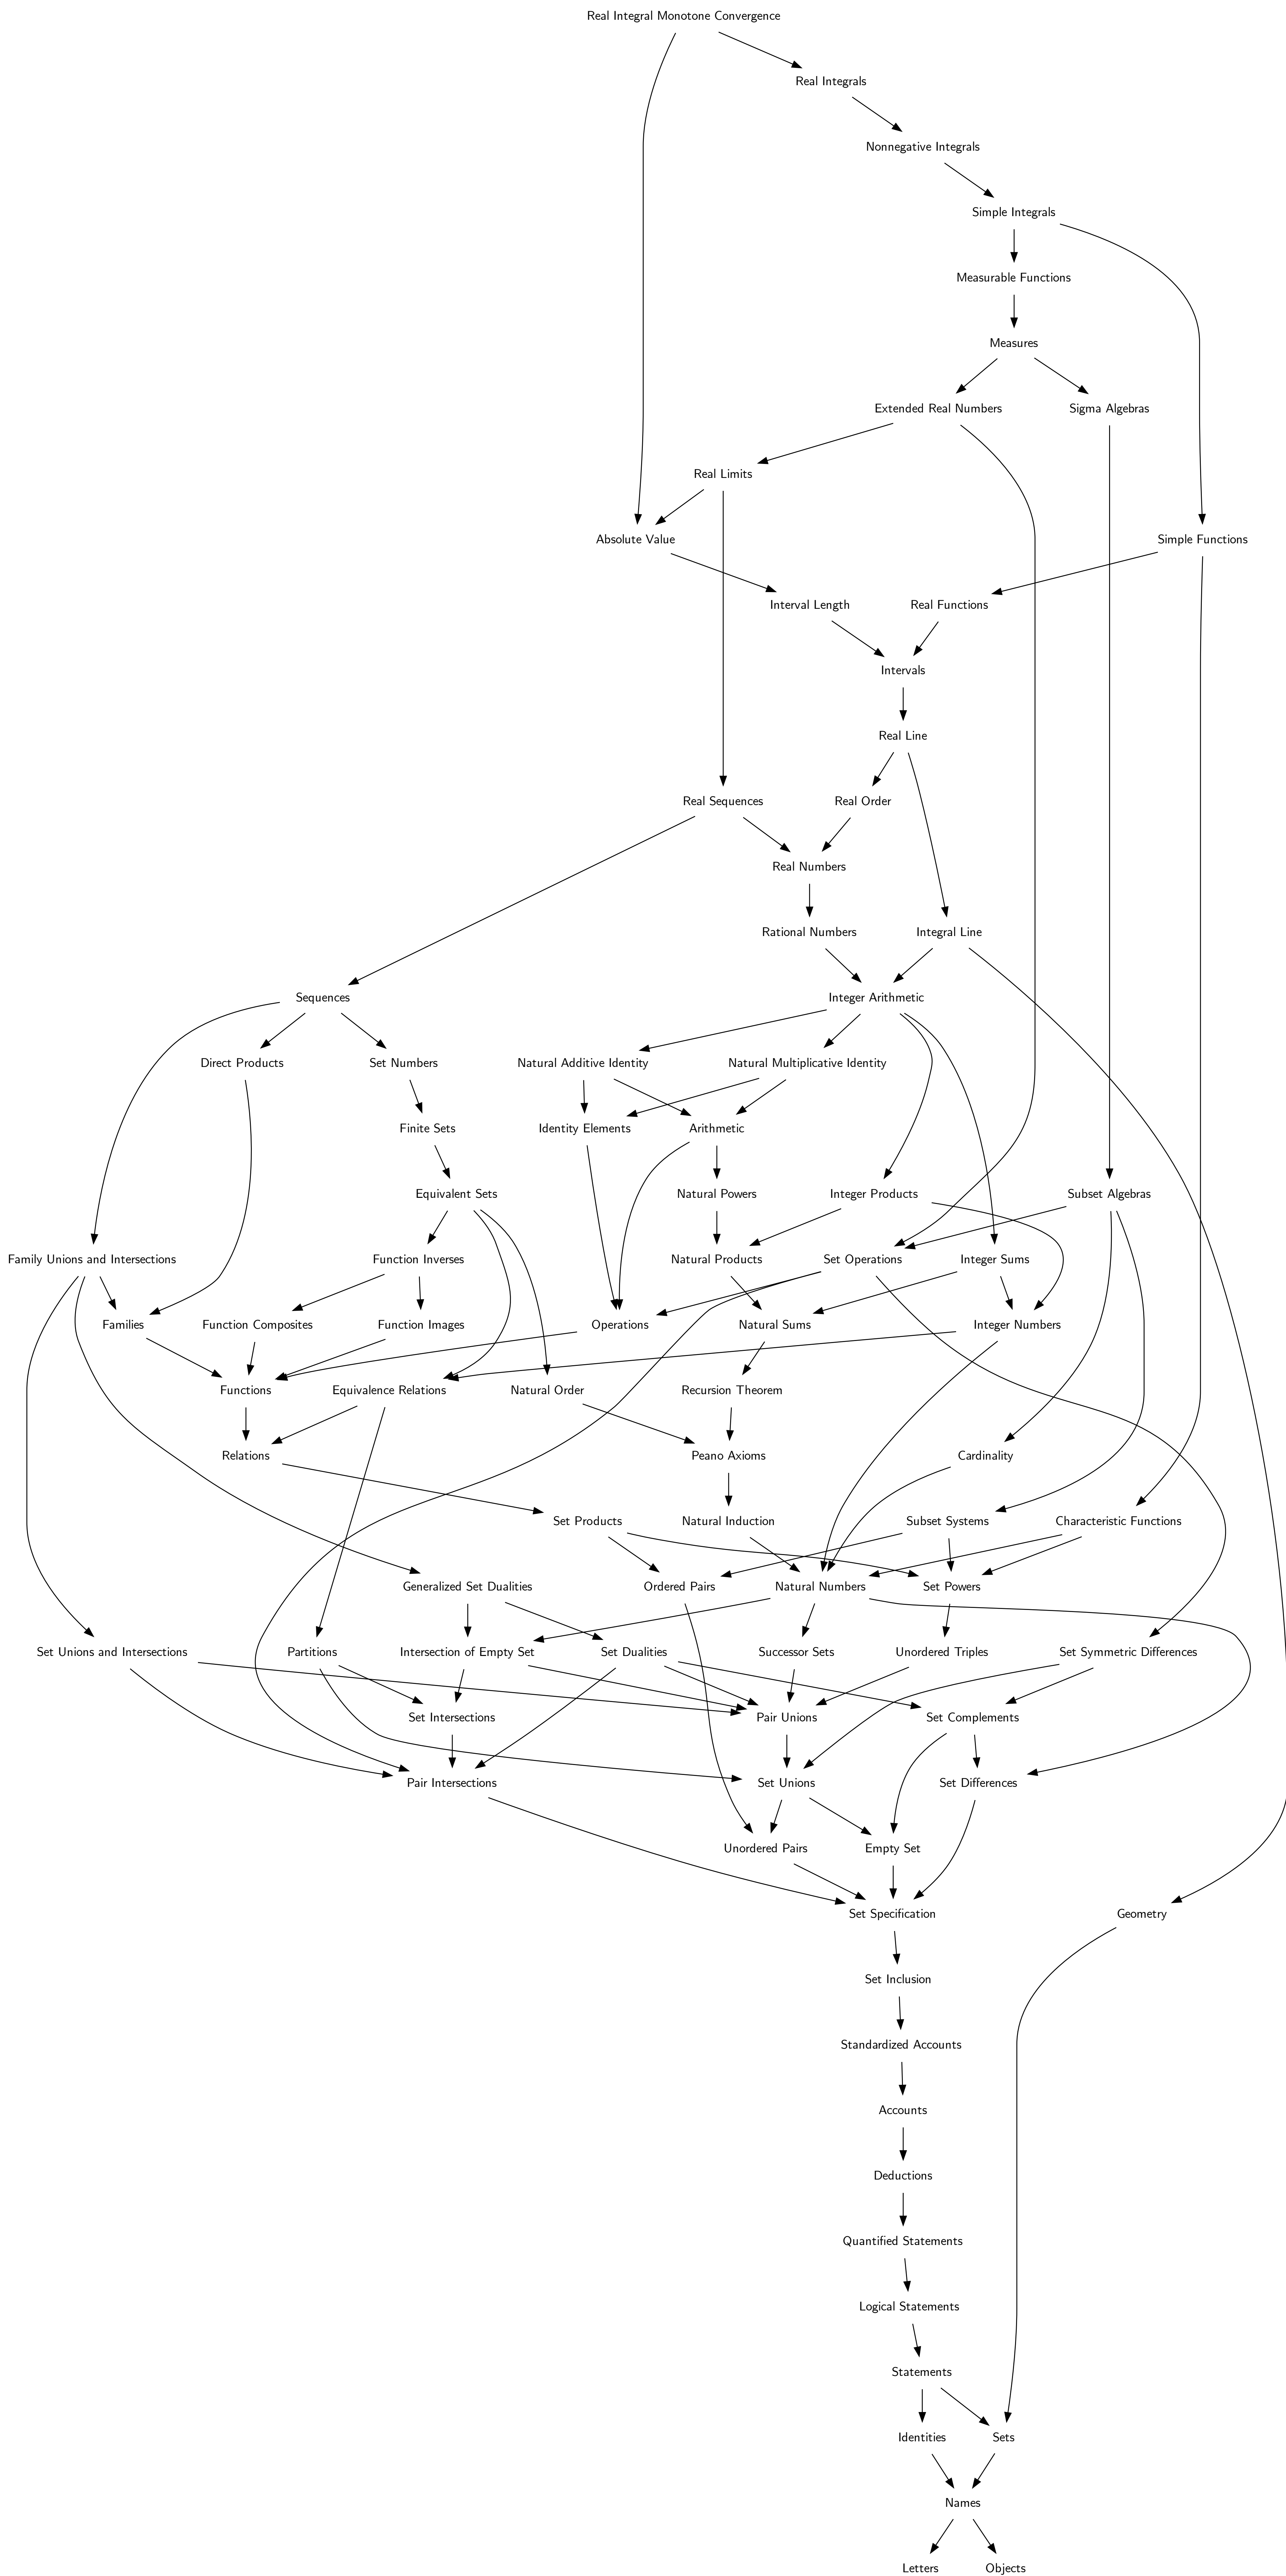 Real Integral Monotone Convergence
Real Integrals
Nonnegative Integrals
Simple Integrals
Measurable Functions
Measures
Extended Real Numbers
Sigma Algebras
Real Limits
Absolute Value
Simple Functions
Interval Length
Real Functions
Intervals
Real Line
Real Sequences
Real Order
Real Numbers
Rational Numbers
Integral Line
Sequences
Integer Arithmetic
Direct Products
Set Numbers
Natural Additive Identity
Natural Multiplicative Identity
Finite Sets
Identity Elements
Arithmetic
Equivalent Sets
Natural Powers
Integer Products
Subset Algebras
Family Unions and Intersections
Function Inverses
Natural Products
Set Operations
Integer Sums
Families
Function Composites
Function Images
Operations
Natural Sums
Integer Numbers
Functions
Equivalence Relations
Natural Order
Recursion Theorem
Relations
Peano Axioms
Cardinality
Set Products
Natural Induction
Subset Systems
Characteristic Functions
Generalized Set Dualities
Ordered Pairs
Natural Numbers
Set Powers
Set Unions and Intersections
Partitions
Intersection of Empty Set
Set Dualities
Successor Sets
Unordered Triples
Set Symmetric Differences
Set Intersections
Pair Unions
Set Complements
Pair Intersections
Set Unions
Set Differences
Unordered Pairs
Empty Set
Set Specification
Geometry
Set Inclusion
Standardized Accounts
Accounts
Deductions
Quantified Statements
Logical Statements
Statements
Identities
Sets
Names
Letters
Objects